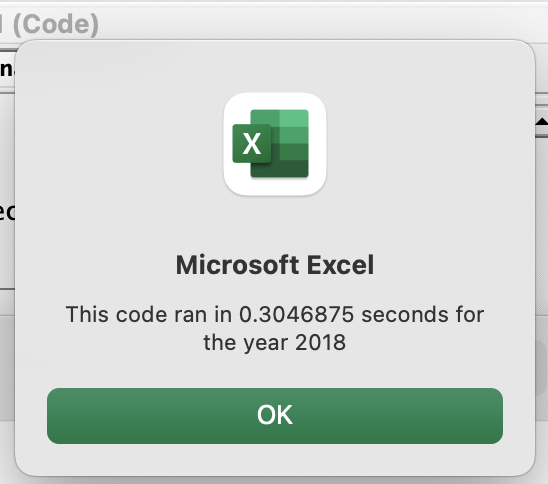 (Code)
X
Microsoft Excel
This code ran in 0.3046875 seconds for
the year 2018
OK